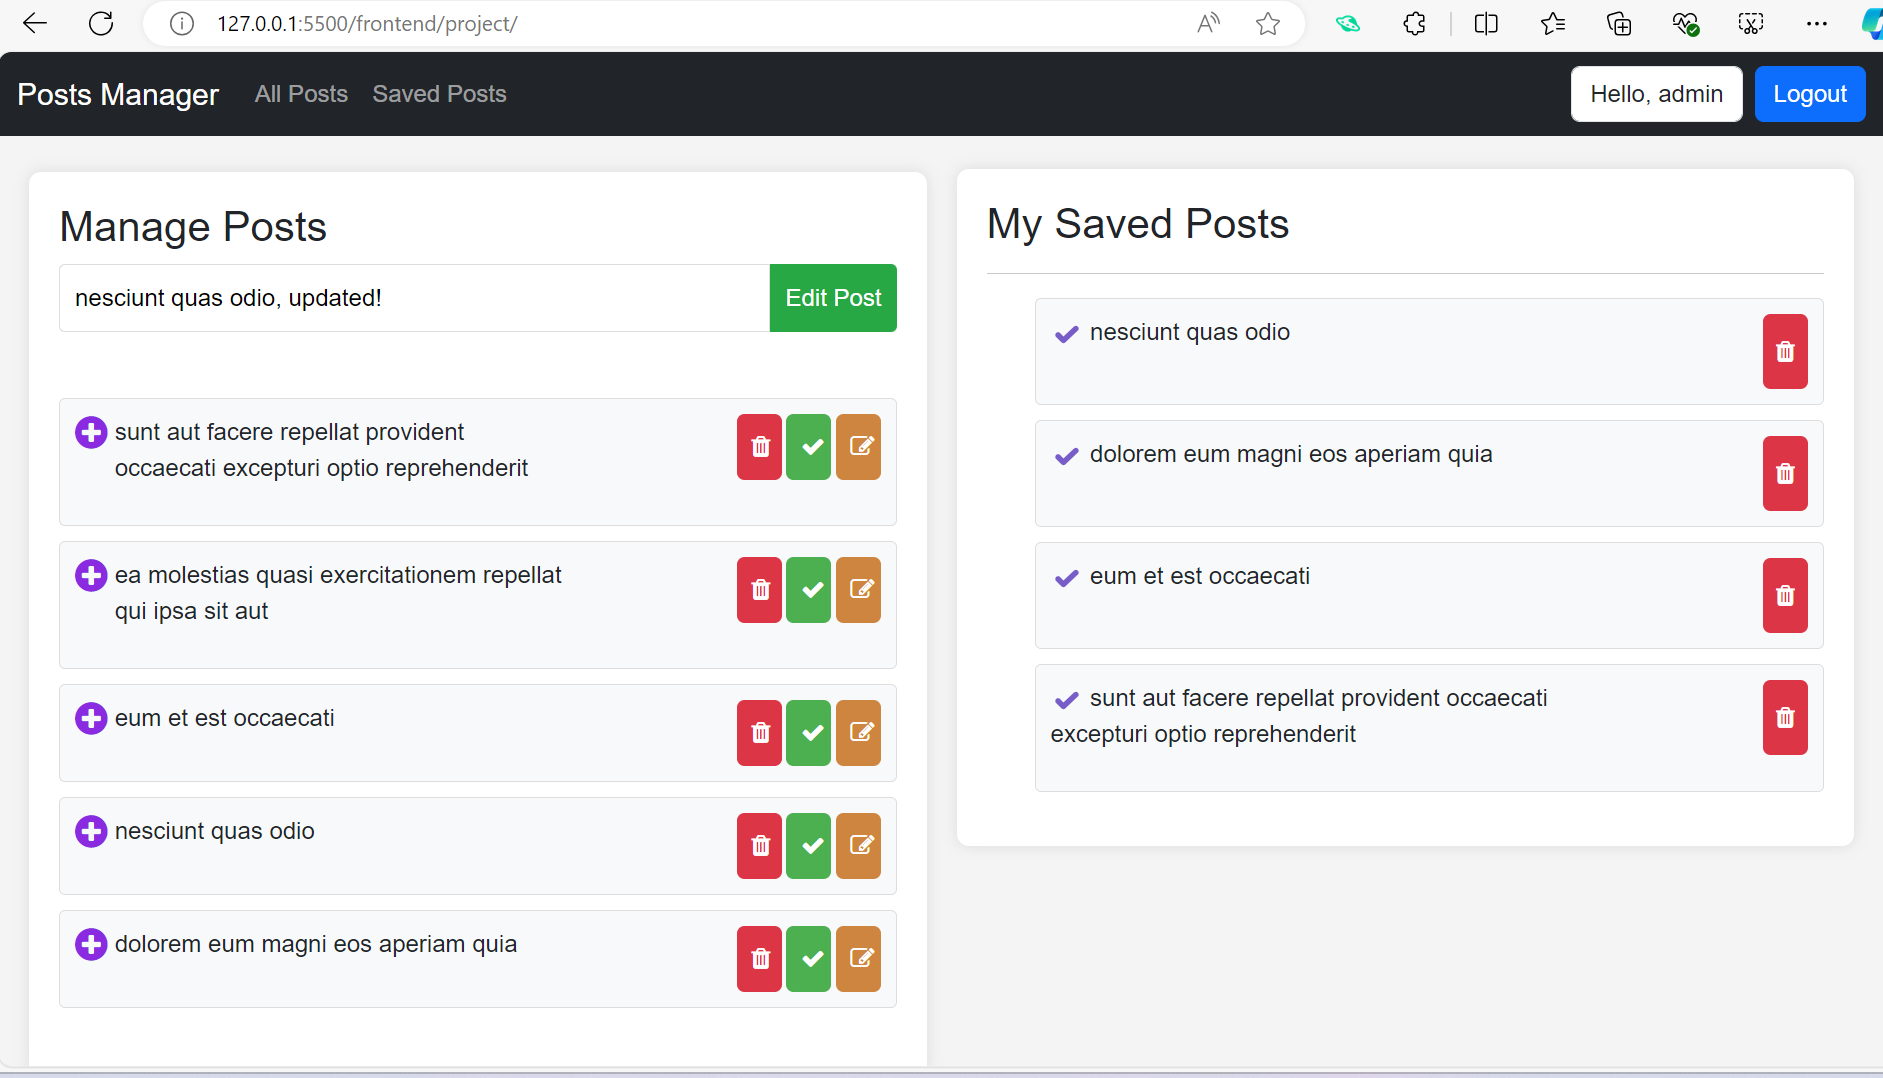 127.0.0.1:5500/frontend/project/
Posts Manager
All Posts
Saved Posts
Hello, admin
Logout
Manage Posts
nesciunt quas odio, updated!
Edit Post
sunt aut facere repellat provident
occaecati excepturi optio reprehenderit
ea molestias quasi exercitationem repellat
qui ipsa sit aut
eum et est occaecati
nesciunt quas odio
dolorem eum magni eos aperiam quia
My Saved Posts
nesciunt quas odio
dolorem eum magni eos aperiam quia
eum et est occaecati
sunt aut facere repellat provident occaecati
excepturi optio reprehenderit